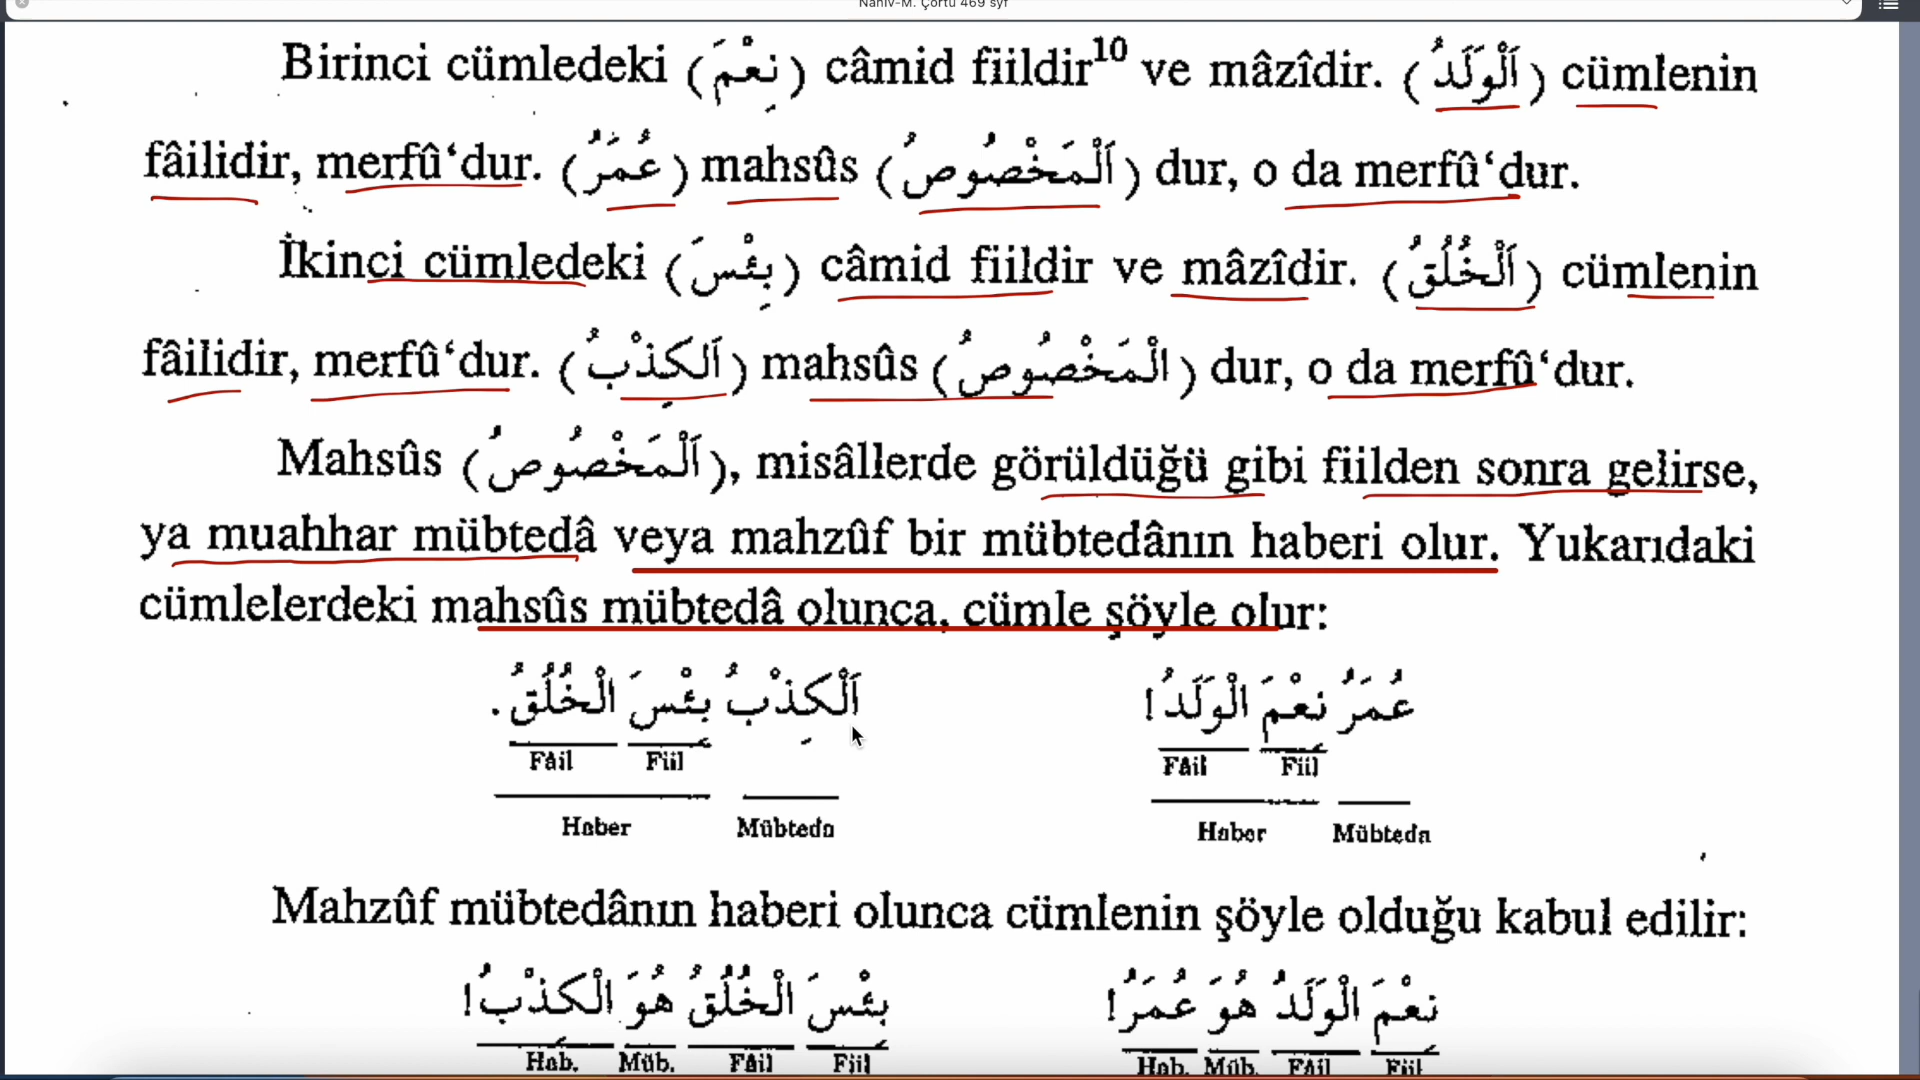 Nahiv-M. Çörtü 469 syf
Birinci cümledeki (نِعْمَ) câmid fiildir10 ve mâzîdir. (اَلْوَلَدُ) cümlenin
fâilidir, merfû‘dur. (عُمَرُ) mahsûs (اَلْمَخْصُوصُ) dur, o da merfû‘dur.
İkinci cümledeki (بِئْسَ) câmid fiildir ve mâzîdir. (اَلْخُلُقُ) cümlenin
fâilidir, merfû‘dur. (اَلكِذْبُ) mahsûs (الْمَخْصُوصُ) dur, o da merfû‘dur.
Mahsûs (اَلْمَخْصُوصُ), misâllerde görüldüğü gibi fiilden sonra gelirse,
ya muahhar mübtedâ veya mahzûf bir mübtedânın haberi olur. Yukarıdaki
cümlelerdeki mahsûs mübtedâ olunca, cümle şöyle olur:
عُمَرُ نِعْمَ الْوَلَدُ! اَلْكِذْبُ بِئْسَ الْخُلُقُ.
Fâil Fiil Fâil Fiil
Haber Mübteda Haber Mübteda
Mahzûf mübtedânın haberi olunca cümlenin şöyle olduğu kabul edilir:
نِعْمَ الْوَلَدُ هُوَ عُمَرُ! بِئْسَ الْخُلُقُ هُوَ الْكِذْبُ!
Hab. Müb. Fâil Fiil Hab. Müb. Fâil Fiil